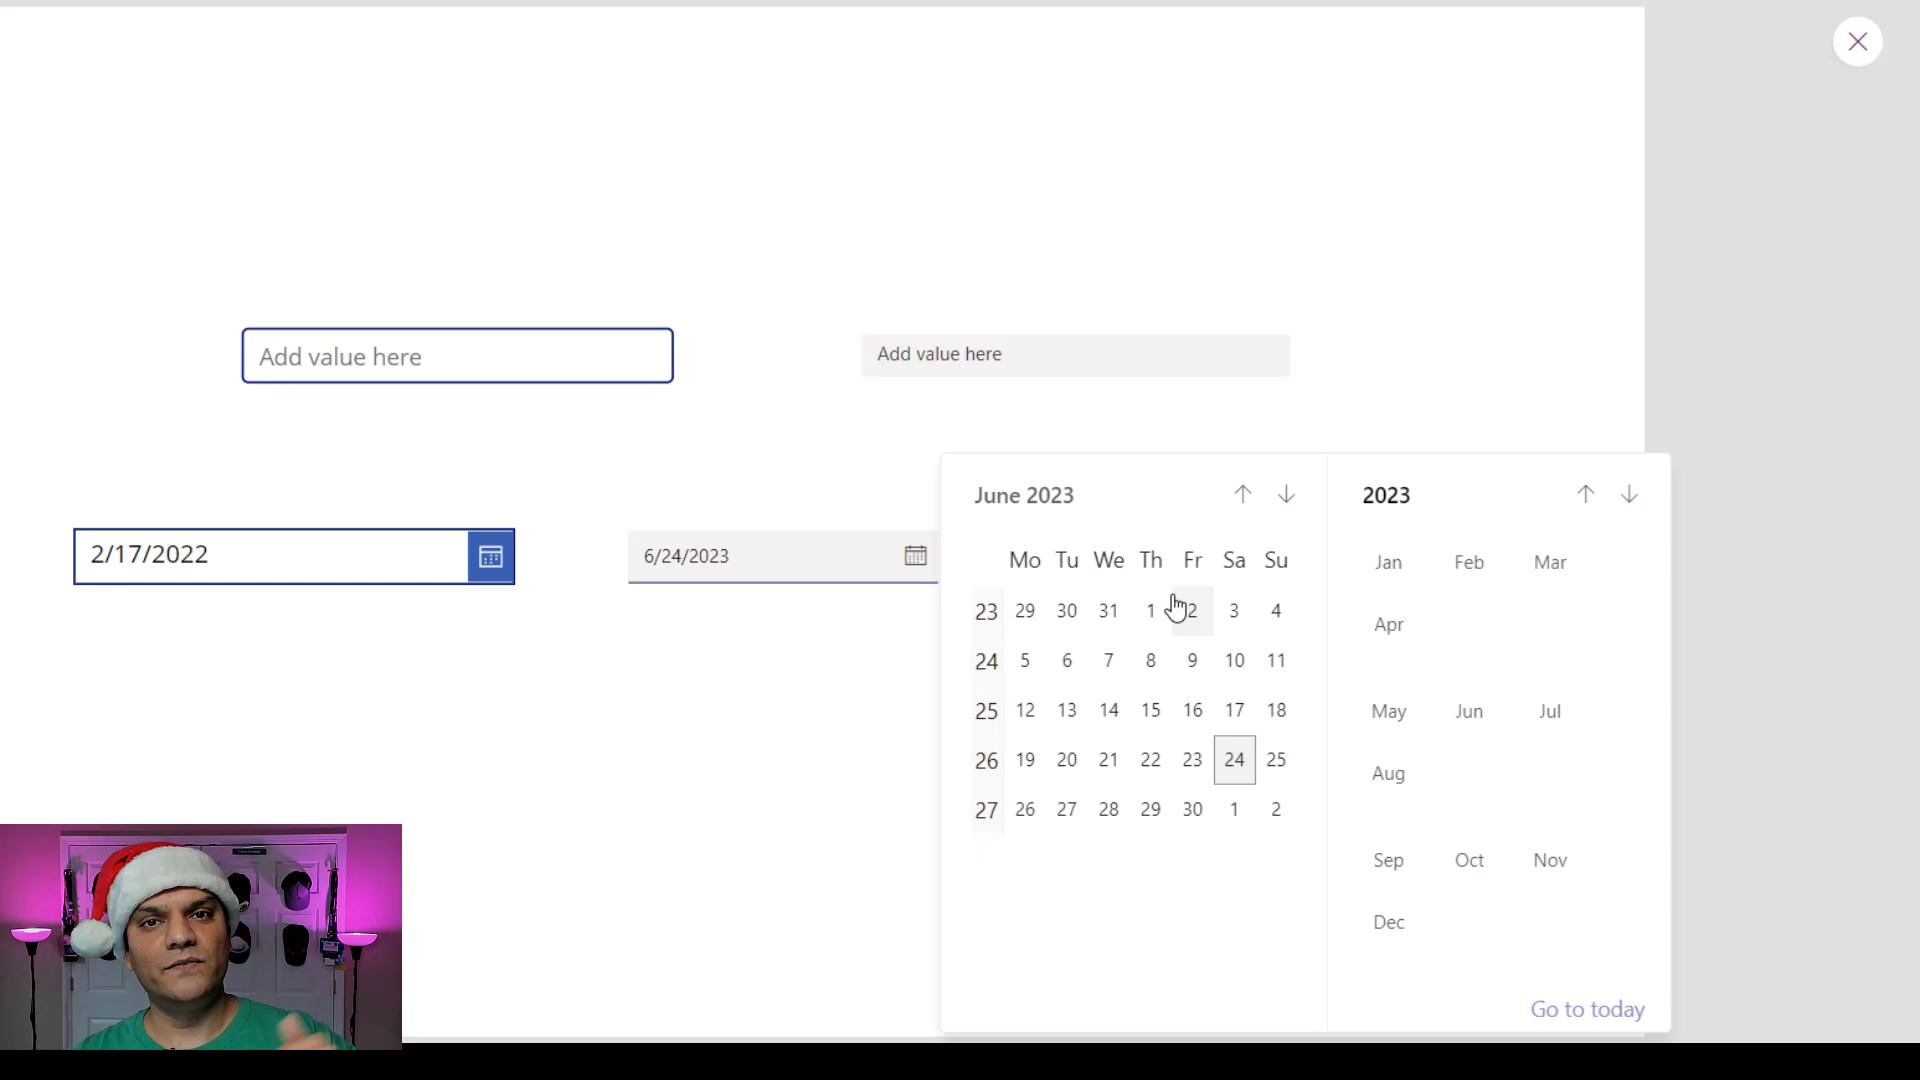 Add value here
Add value here
2/17/2022
6/24/2023
June 2023
Mo Tu We Th Fr Sa Su
23 29 30 31 1 2 3 4
24 5 6 7 8 9 10 11
25 12 13 14 15 16 17 18
26 19 20 21 22 23 24 25
27 26 27 28 29 30 1 2
2023
Jan Feb Mar
Apr
May Jun Jul
Aug
Sep Oct Nov
Dec
Go to today